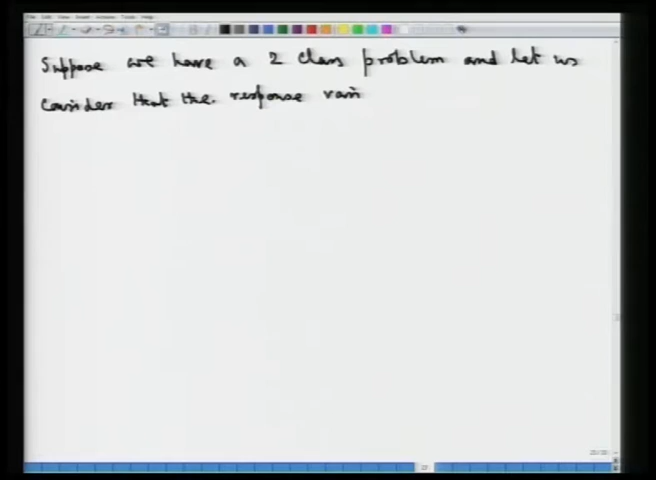 Suppose we have a 2 class problem and let us
consider that the response vari